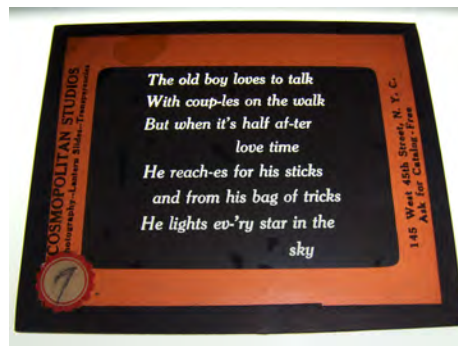 COSMOPOLITAN STUDIOS
hotography-Lantern Slides-Transparencies
The old boy loves to talk
With coup-les on the walk
But when it's half af-ter
love time
He reach-es for his sticks
and from his bag of tricks
He lights ev-'ry star in the
sky
145 West 45th Street, N. Y. C.
Ask for Catalog-Free
7